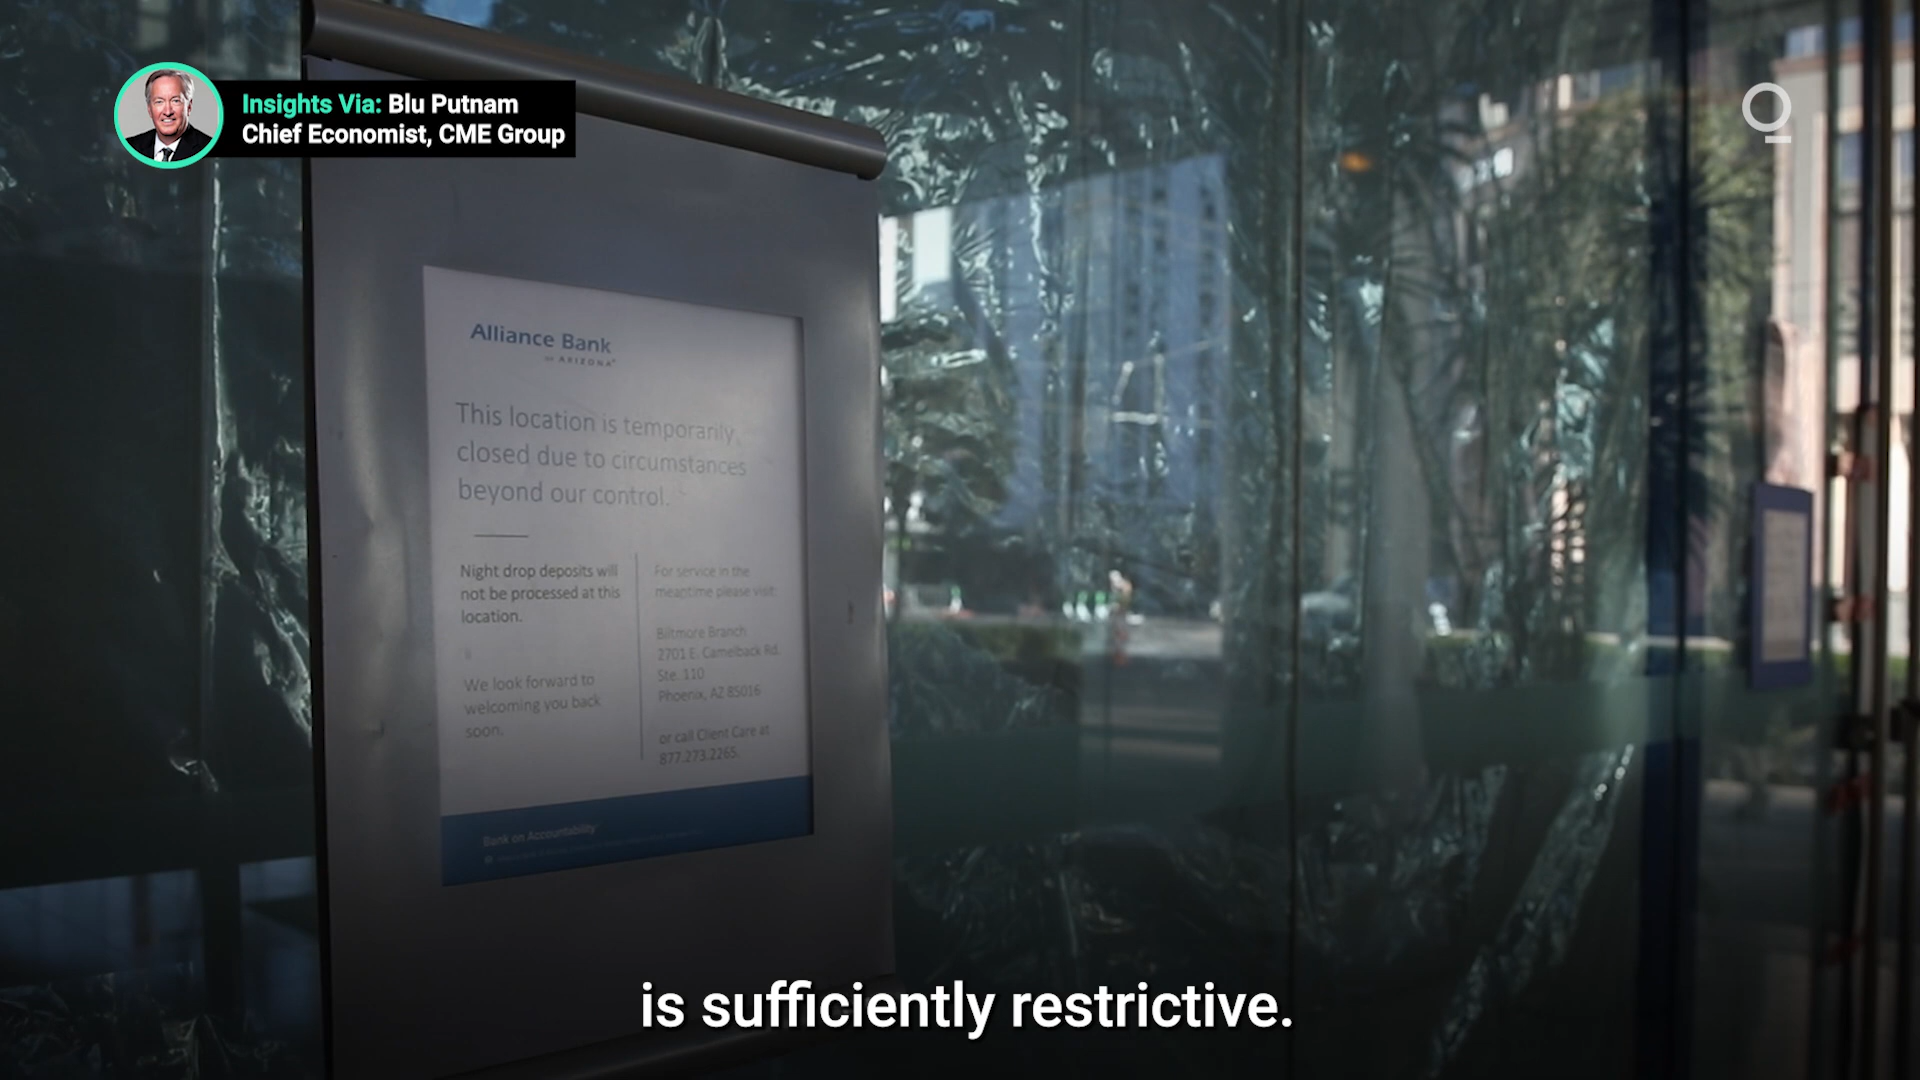 Insights Via: Blu Putnam
Chief Economist, CME Group
Alliance Bank
OF ARIZONA
This location is temporarily
closed due to circumstances
beyond our control.
Night drop deposits will
not be processed at this
location.
We look forward to
welcoming you back
soon.
For service in the
meantime please visit:
Biltmore Branch
2701 E. Camelback Rd.
Ste. 110
Phoenix, AZ 85016
or call Client Care at
877.273.2265.
Bank on Accountability
is sufficiently restrictive.